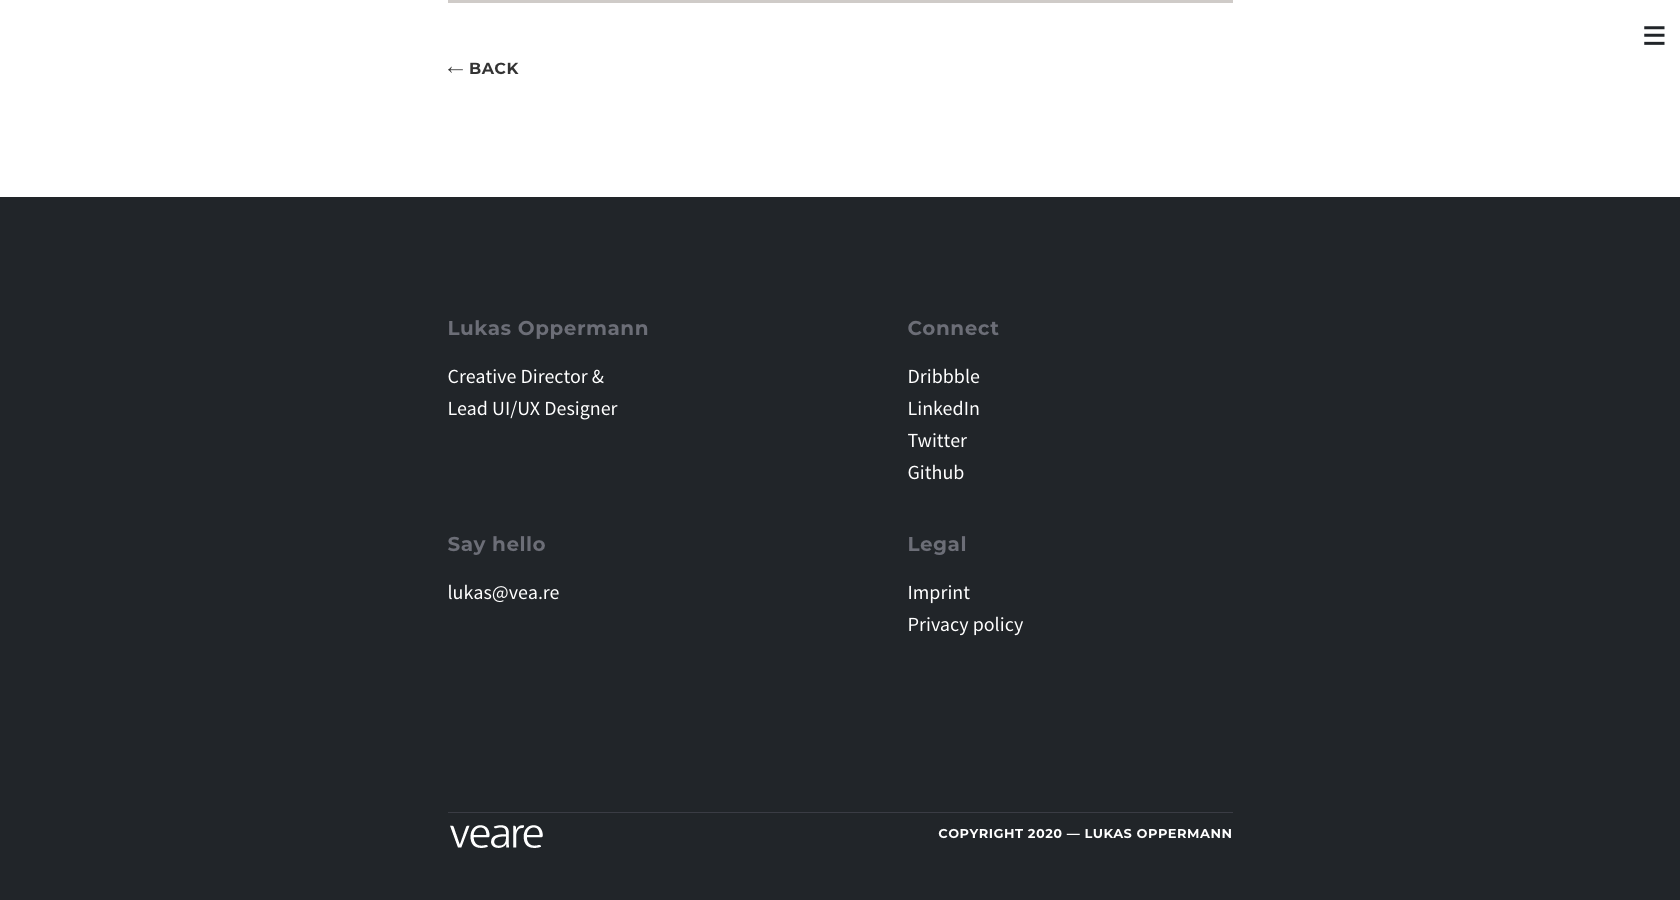 ← BACK
Lukas Oppermann
Creative Director &
Lead UI/UX Designer
Connect
Dribbble
LinkedIn
Twitter
Github
Say hello
lukas@vea.re
Legal
Imprint
Privacy policy
veare
COPYRIGHT 2020 — LUKAS OPPERMANN